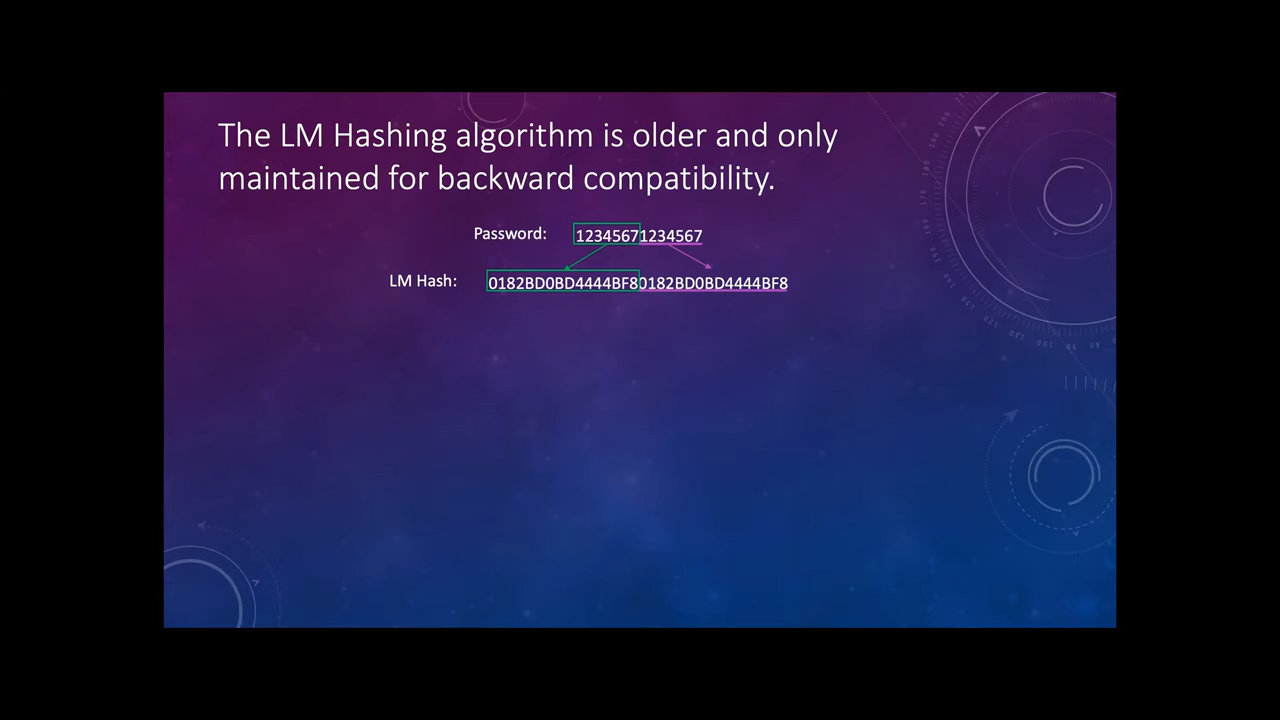 The LM Hashing algorithm is older and only
maintained for backward compatibility.
Password: 12345671234567
LM Hash: 0182BD0BD4444BF80182BD0BD4444BF8